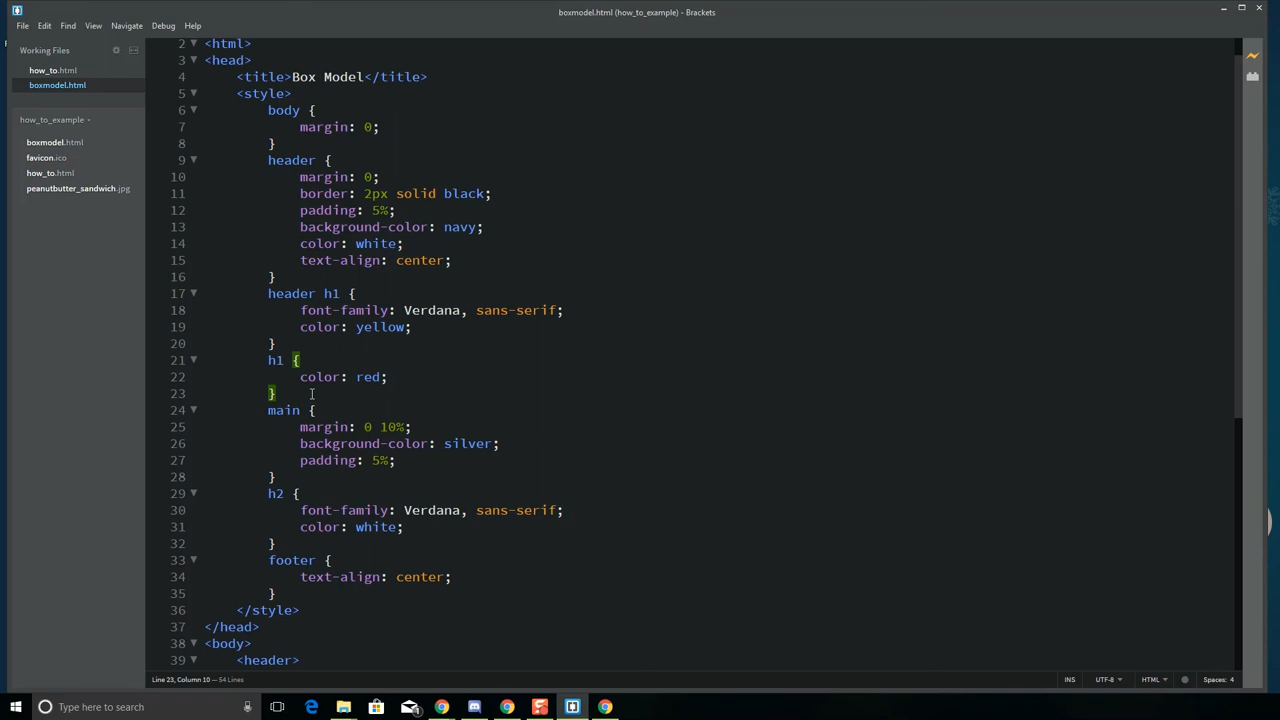 boxmodel.html (how_to_example) - Brackets
File Edit Find View Navigate Debug Help
Working Files
how_to.html
boxmodel.html
how_to_example
boxmodel.html
favicon.ico
how_to.html
peanutbutter_sandwich.jpg
2 <html>
3 <head>
4 <title>Box Model</title>
5 <style>
6 body {
7 margin: 0;
8 }
9 header {
10 margin: 0;
11 border: 2px solid black;
12 padding: 5%;
13 background-color: navy;
14 color: white;
15 text-align: center;
16 }
17 header h1 {
18 font-family: Verdana, sans-serif;
19 color: yellow;
20 }
21 h1 {
22 color: red;
23 }
24 main {
25 margin: 0 10%;
26 background-color: silver;
27 padding: 5%;
28 }
29 h2 {
30 font-family: Verdana, sans-serif;
31 color: white;
32 }
33 footer {
34 text-align: center;
35 }
36 </style>
37 </head>
38 <body>
39 <header>
Line 23, Column 10 — 54 Lines
INS UTF-8 HTML Spaces: 4
Type here to search